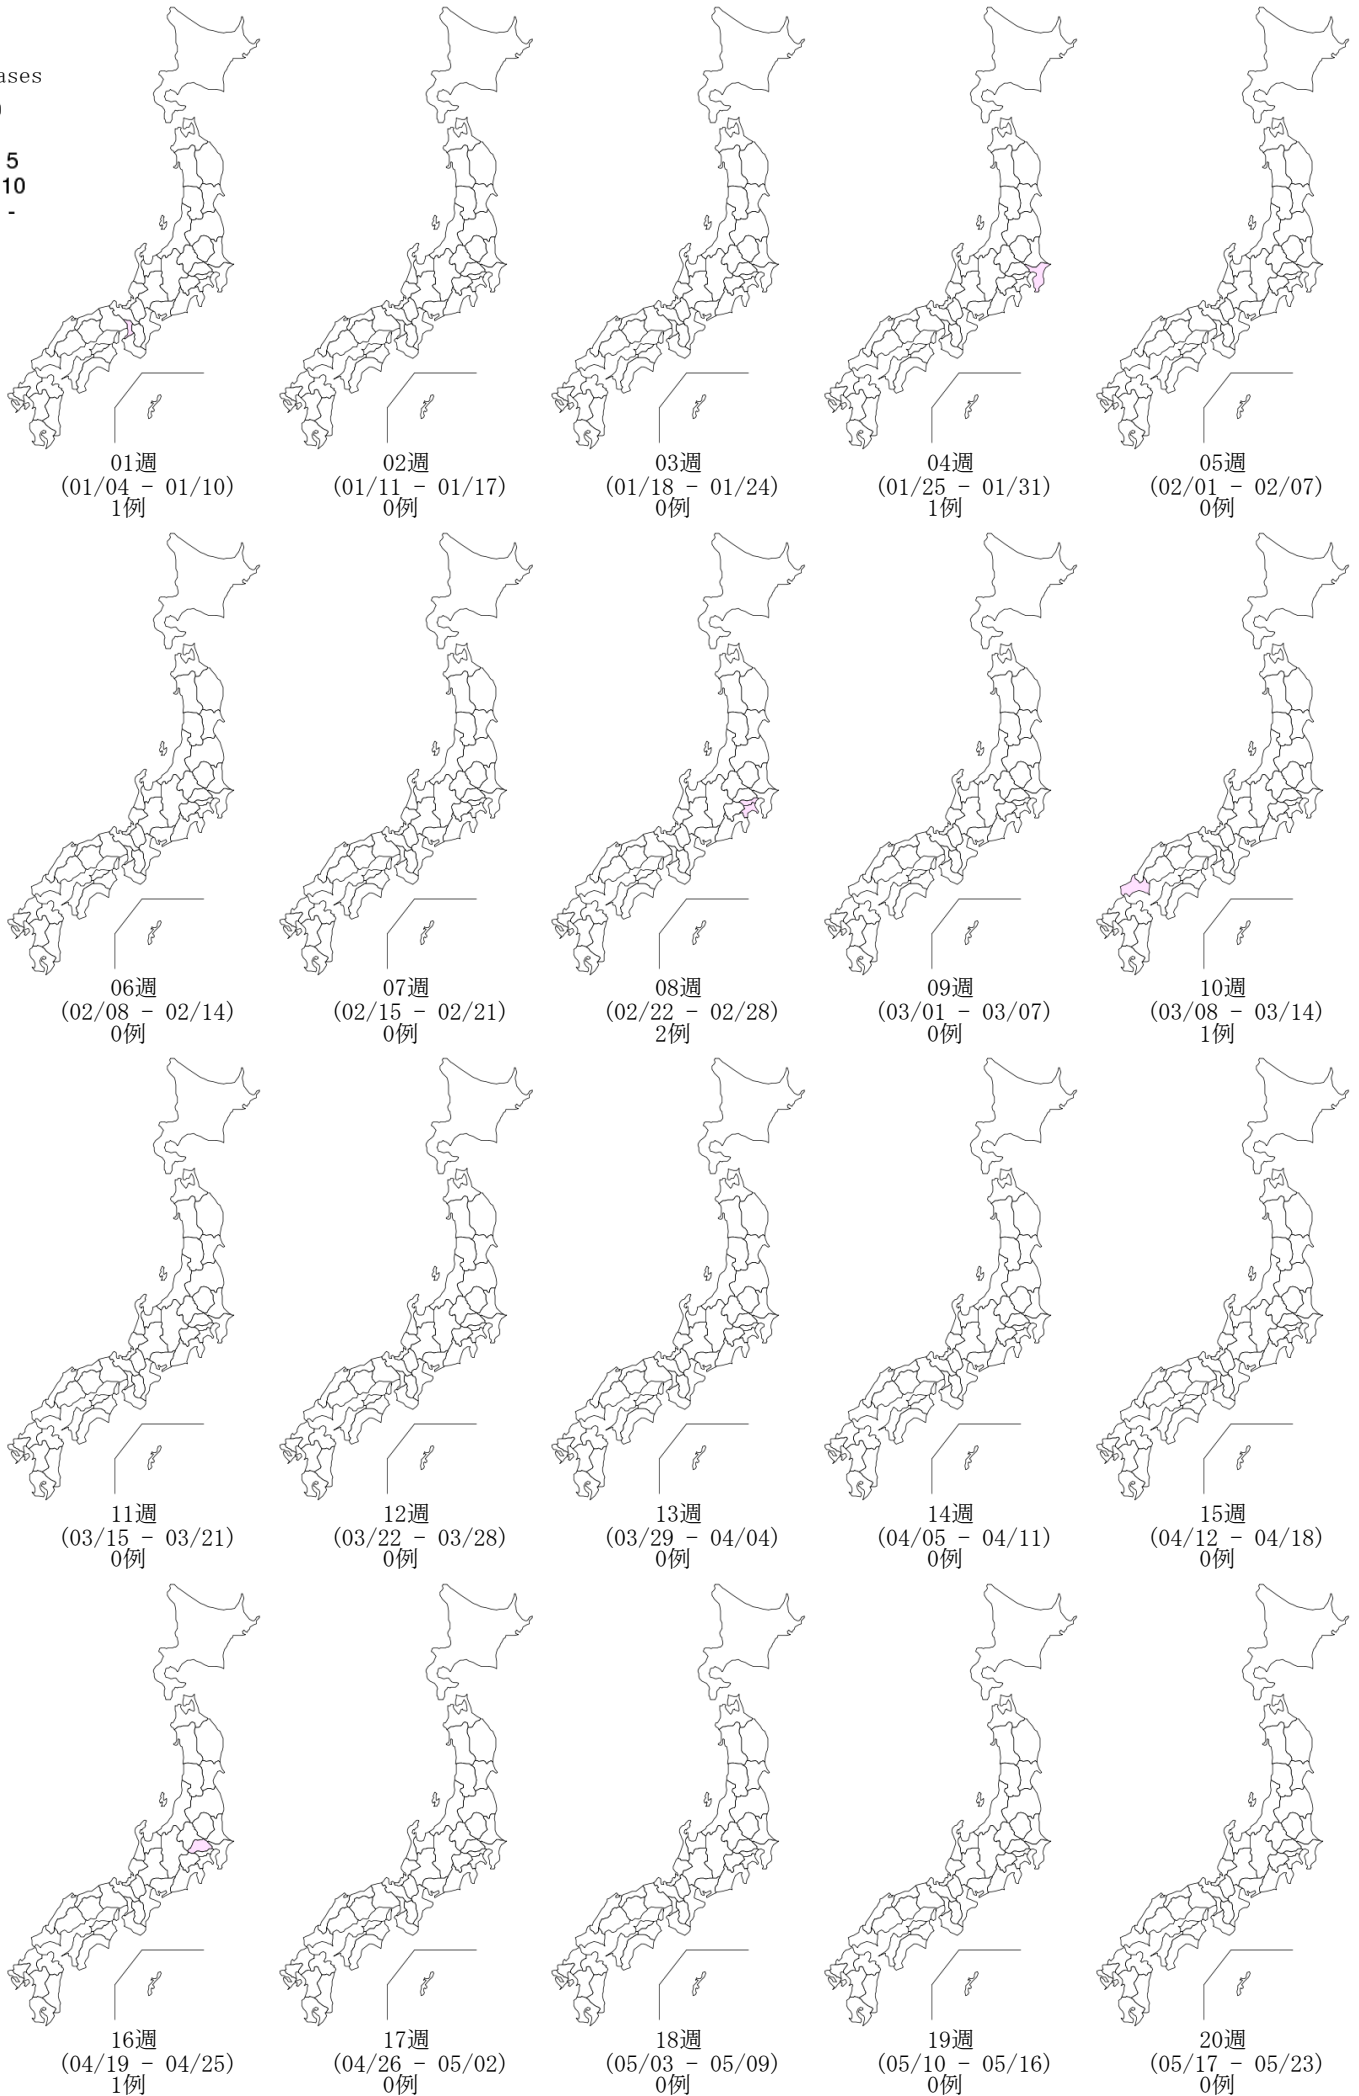 ases
5
10
-
01週
(01/04 - 01/10)
1例
02週
(01/11 - 01/17)
0例
03週
(01/18 - 01/24)
0例
04週
(01/25 - 01/31)
1例
05週
(02/01 - 02/07)
0例
06週
(02/08 - 02/14)
0例
07週
(02/15 - 02/21)
0例
08週
(02/22 - 02/28)
2例
09週
(03/01 - 03/07)
0例
10週
(03/08 - 03/14)
1例
11週
(03/15 - 03/21)
0例
12週
(03/22 - 03/28)
0例
13週
(03/29 - 04/04)
0例
14週
(04/05 - 04/11)
0例
15週
(04/12 - 04/18)
0例
16週
(04/19 - 04/25)
1例
17週
(04/26 - 05/02)
0例
18週
(05/03 - 05/09)
0例
19週
(05/10 - 05/16)
0例
20週
(05/17 - 05/23)
0例